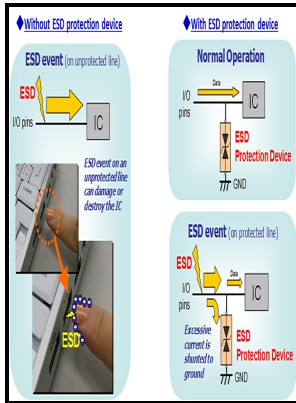 Without ESD protection device
ESD event (on unprotected line)
ESD
I/O pins
IC
ESD event on an
unprotected line
can damage or
destroy the IC
ESD
With ESD protection device
Normal Operation
Data
I/O
pins
IC
ESD
Protection Device
GND
ESD event (on protected line)
ESD
Data
I/O
pins
IC
Excessive
current is
shunted to
ground
ESD
Protection Device
GND